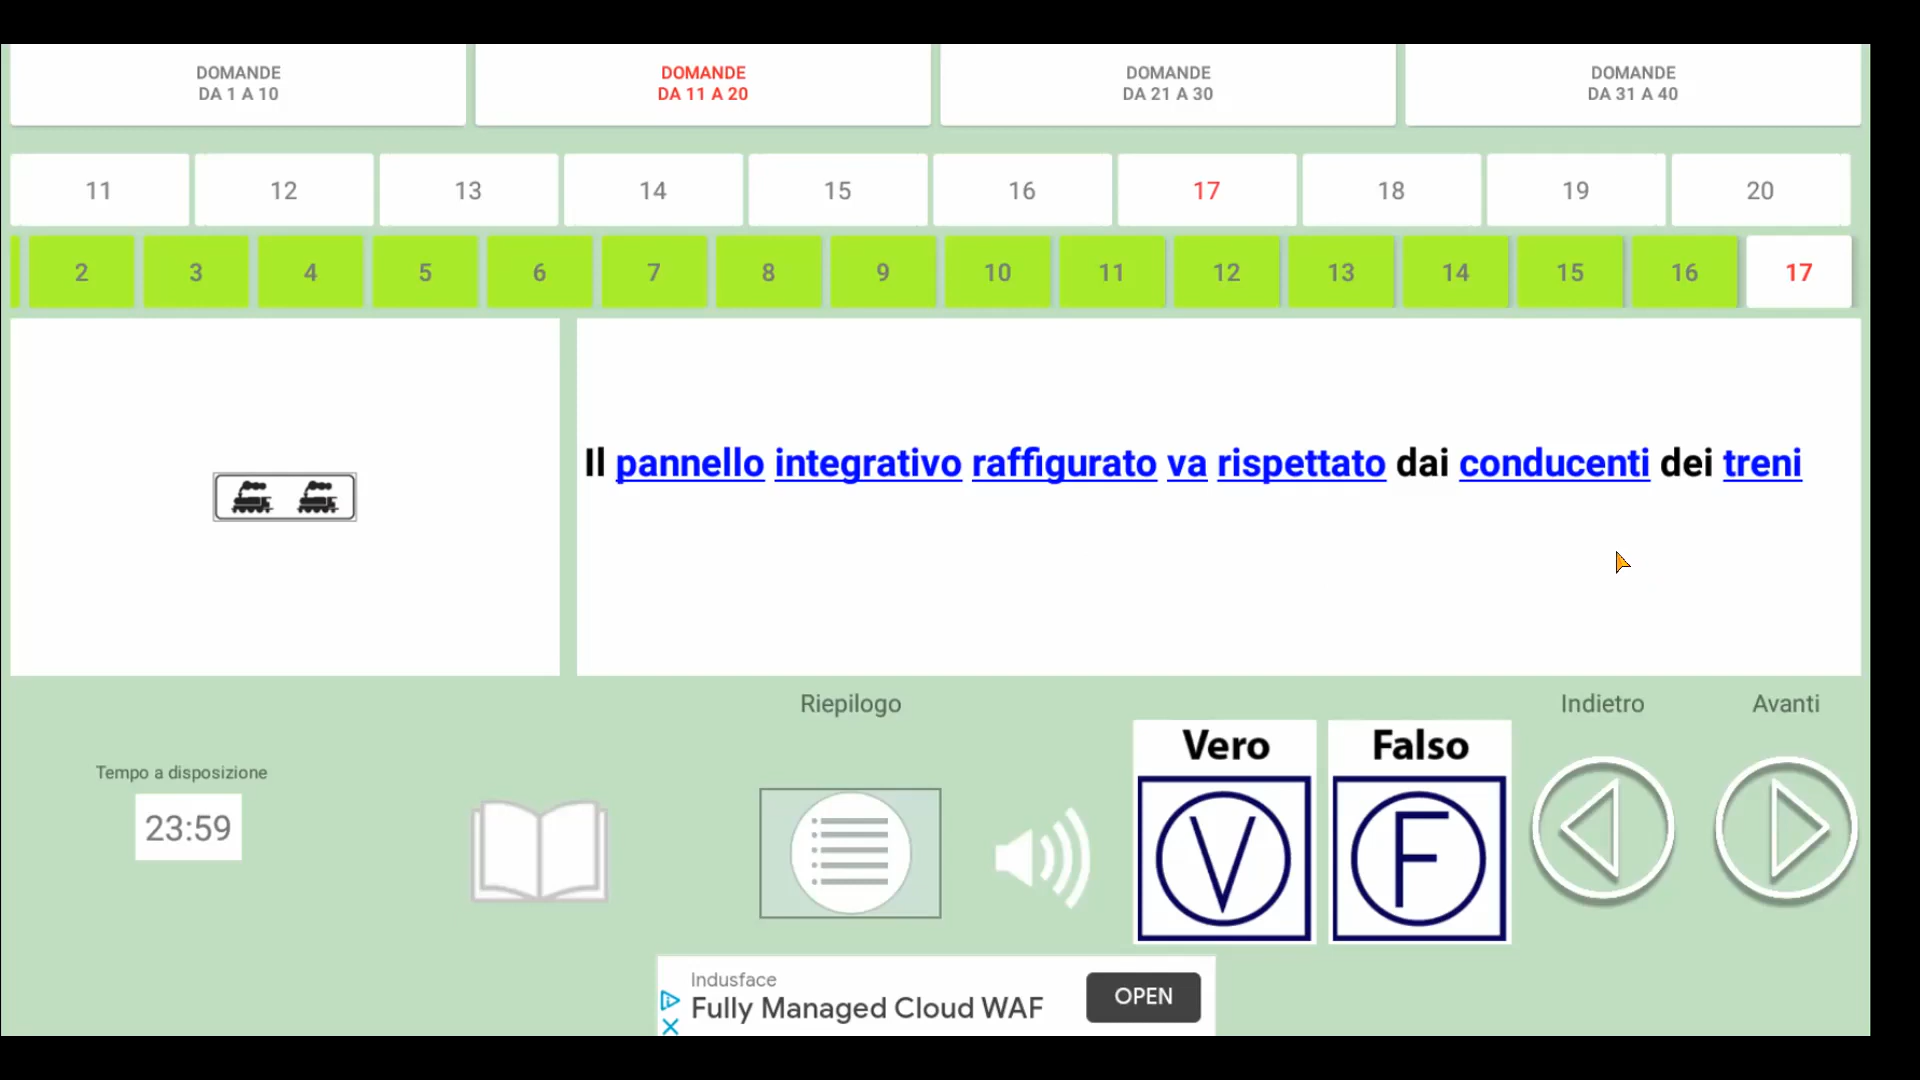 DOMANDE
DA 1 A 10
DOMANDE
DA 11 A 20
DOMANDE
DA 21 A 30
DOMANDE
DA 31 A 40
11 12 13 14 15 16 17 18 19 20
2 3 4 5 6 7 8 9 10 11 12 13 14 15 16 17
Il pannello integrativo raffigurato va rispettato dai conducenti dei treni
Riepilogo
Indietro
Avanti
Vero
Falso
V
F
Tempo a disposizione
23:59
Indusface
Fully Managed Cloud WAF
OPEN